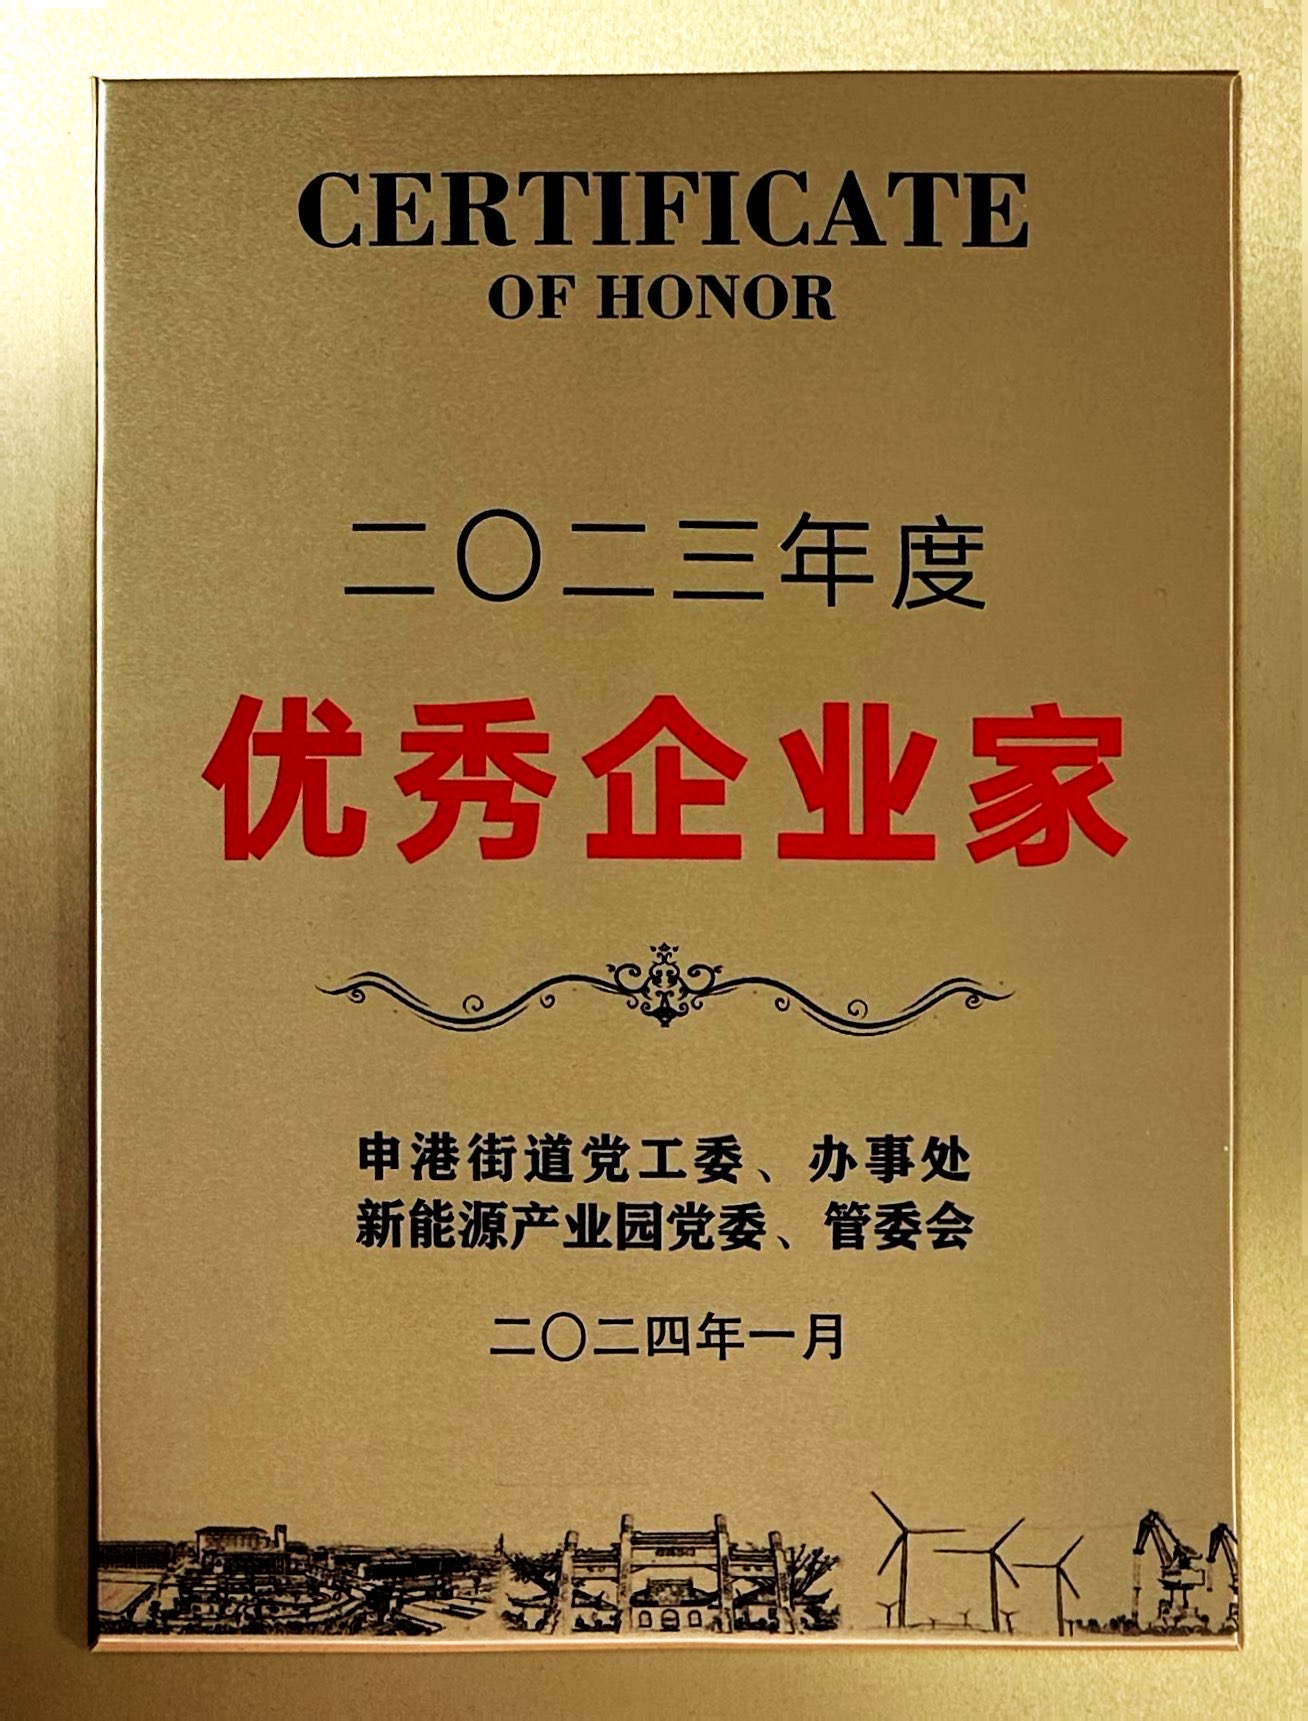 CERTIFICATE
OF HONOR
二〇二三年度
优秀企业家
申港街道党工委、办事处
新能源产业园党委、管委会
二〇二四年一月